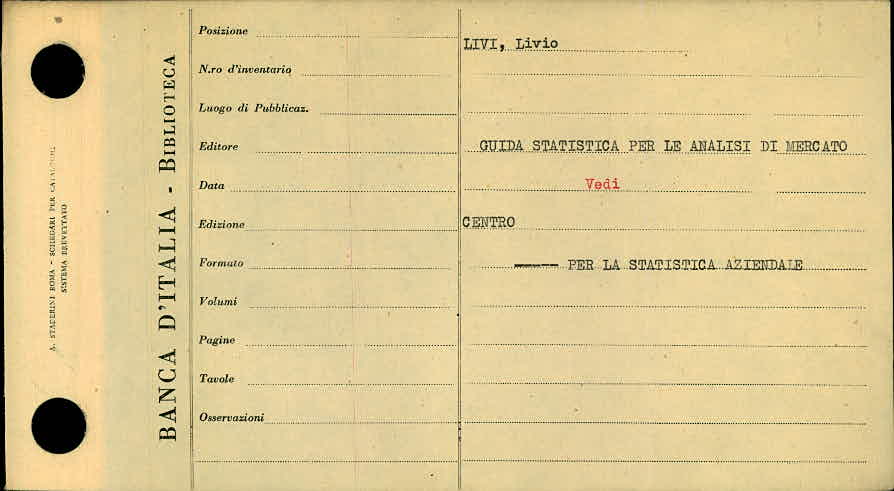 A. STADERINI ROMA - SCHEDARI PER CATALOGHI
SISTEMA BREVETTATO
BANCA D'ITALIA - BIBLIOTECA
Posizione
N.ro d'inventario
Luogo di Pubblicaz.
Editore
Data
Edizione
Formato
Volumi
Pagine
Tavole
Osservazioni
LIVI, Livio
GUIDA STATISTICA PER LE ANALISI DI MERCATO
Vedi
CENTRO
——— PER LA STATISTICA AZIENDALE